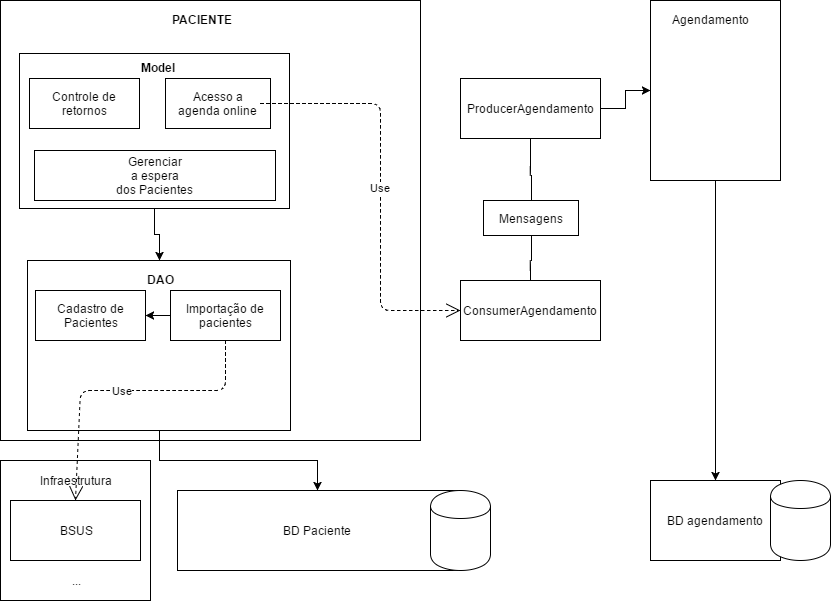 PACIENTE
Agendamento
Model
Controle de
retornos
Acesso a
agenda online
ProducerAgendamento
Gerenciar
a espera
dos Pacientes
Use
Mensagens
DAO
Cadastro de
Pacientes
Importação de
pacientes
ConsumerAgendamento
Use
Infraestrutura
BSUS
...
BD Paciente
BD agendamento